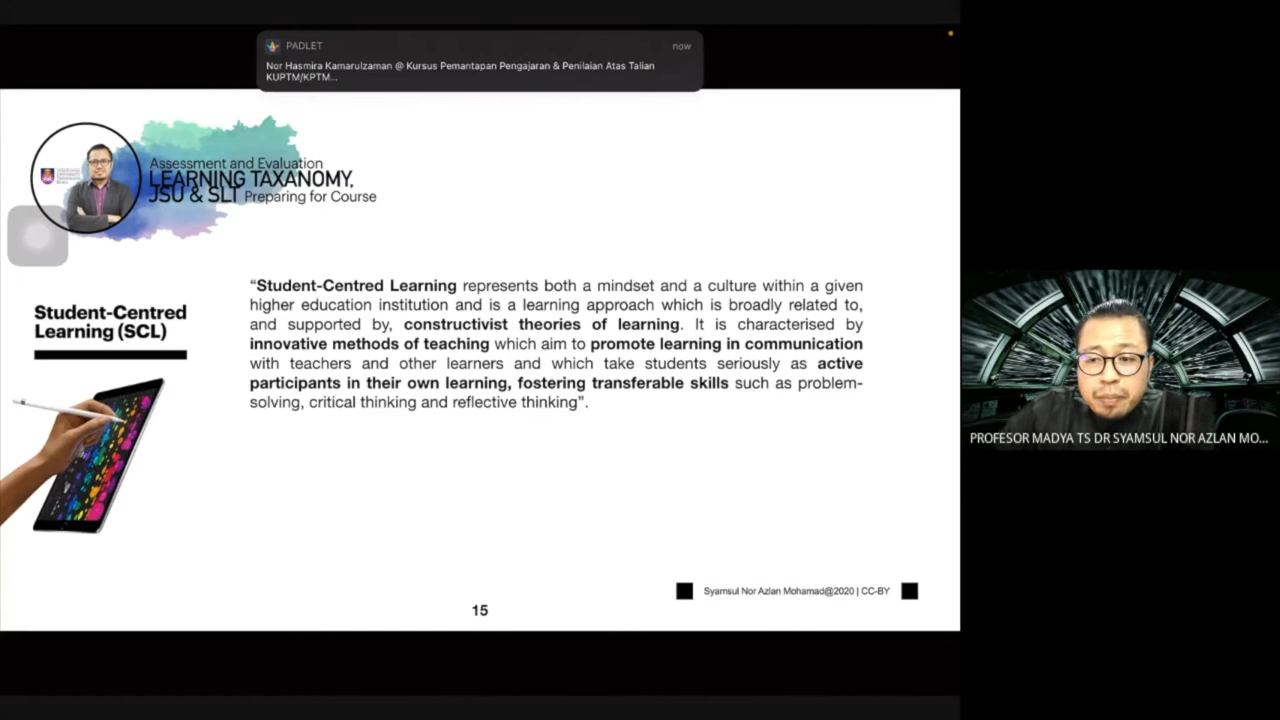 PADLET
now
Nor Hasmira Kamarulzaman @ Kursus Pemantapan Pengajaran & Penilaian Atas Talian
KUPTM/KPTM...
Assessment and Evaluation
LEARNING TAXANOMY,
JSU & SLT Preparing for Course
Student-Centred
Learning (SCL)
“Student-Centred Learning represents both a mindset and a culture within a given
higher education institution and is a learning approach which is broadly related to,
and supported by, constructivist theories of learning. It is characterised by
innovative methods of teaching which aim to promote learning in communication
with teachers and other learners and which take students seriously as active
participants in their own learning, fostering transferable skills such as problem-
solving, critical thinking and reflective thinking”.
Syamsul Nor Azlan Mohamad@2020 | CC-BY
15
PROFESOR MADYA TS DR SYAMSUL NOR AZLAN MO...